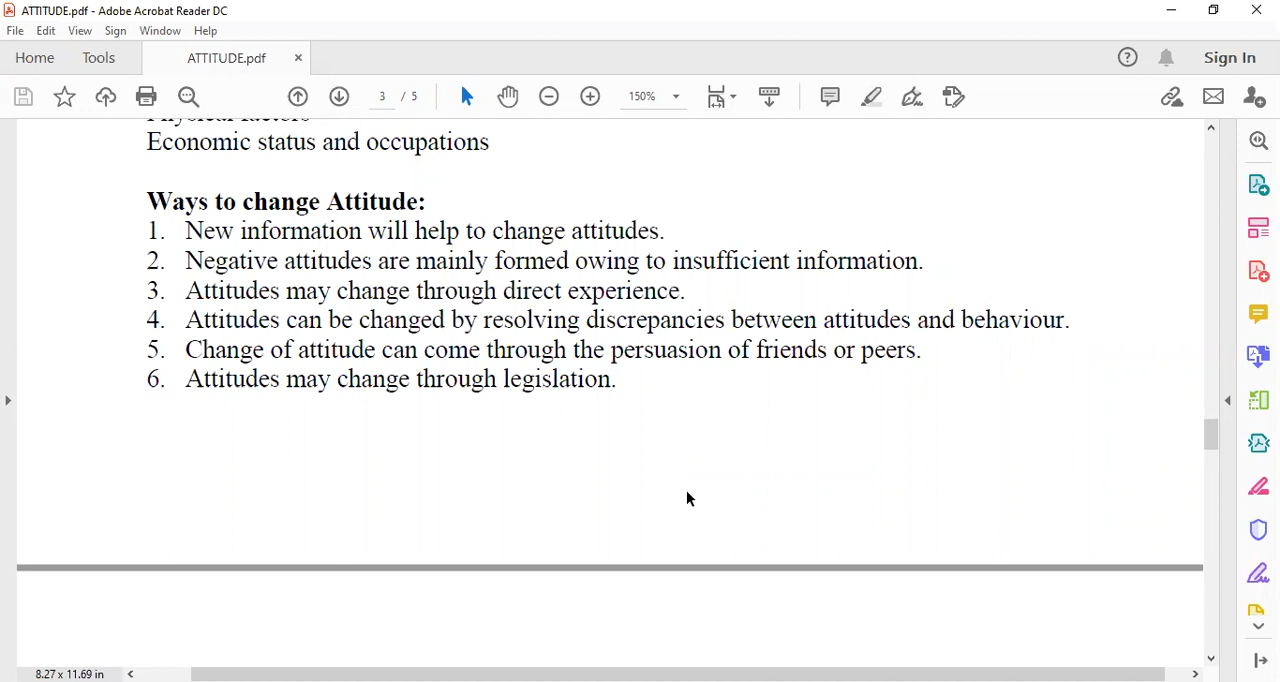 ATTITUDE.pdf - Adobe Acrobat Reader DC
File Edit View Sign Window Help
Home Tools ATTITUDE.pdf × Sign In
3 / 5 150%
Physical factors
Economic status and occupations
Ways to change Attitude:
1. New information will help to change attitudes.
2. Negative attitudes are mainly formed owing to insufficient information.
3. Attitudes may change through direct experience.
4. Attitudes can be changed by resolving discrepancies between attitudes and behaviour.
5. Change of attitude can come through the persuasion of friends or peers.
6. Attitudes may change through legislation.
8.27 x 11.69 in